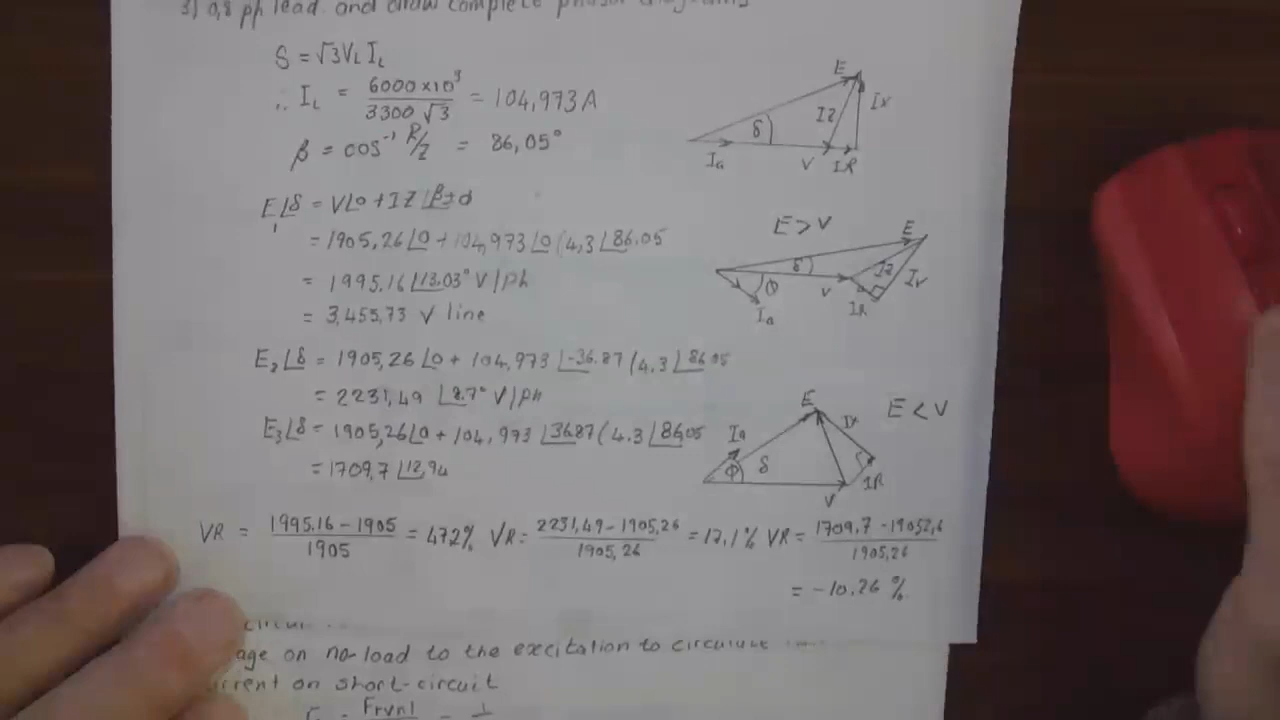 3) 0,8 pf lead. and draw complete phasor diagrams
S = √3 VL IL
∴ IL = 6000 x 10³ / 3300 √3 = 104,973 A
β = cos⁻¹ R/Z = 86,05°
E₁∠δ = V∠0 + IZ ∠β±ɸ
= 1905,26∠0 + 104,973∠0 (4,3∠86.05
= 1995.16∠13.03° V/ph
= 3,455,73 V line
E₂∠δ = 1905,26∠0 + 104,973 ∠-36.87 (4.3∠86.05
= 2231,49 ∠8.7° V/ph
E₃∠δ = 1905,26∠0 + 104,973 ∠36.87 (4.3∠86,05
= 1709,7∠12,94
VR = 1995.16 - 1905 / 1905 = 4.72% VR = 2231,49 - 1905,26 / 1905,26 = 17,1% VR = 1709,7 - 19052,6 / 1905,26
= -10.26 %
E
IZ
Ix
δ
Ia
V
IR
E > V
E
δ
IZ
Ix
Φ
V
IR
Ia
E < V
E
Ix
Ia
Φ
δ
IR
V
age on no-load to the excitation to circulate
urrent on short-circuit